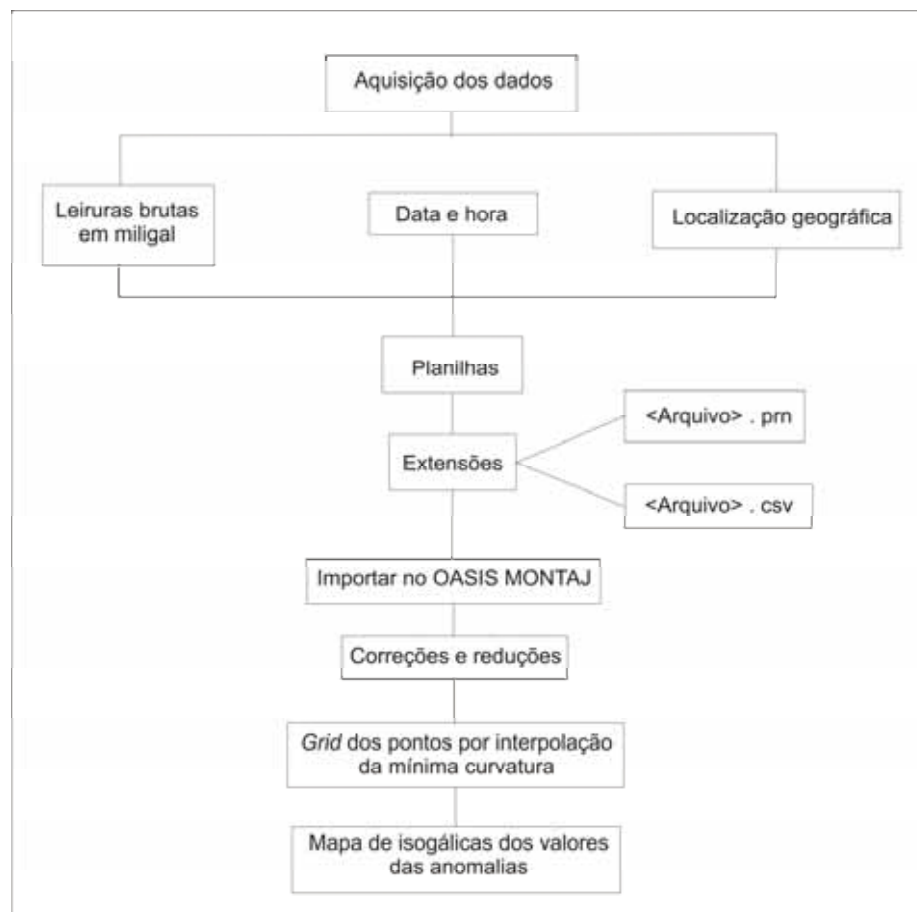 Aquisição dos dados
Leiruras brutas
em miligal
Data e hora
Localização geográfica
Planilhas
Extensões
<Arquivo> . prn
<Arquivo> . csv
Importar no OASIS MONTAJ
Correções e reduções
Grid dos pontos por interpolação
da mínima curvatura
Mapa de isogálicas dos valores
das anomalias